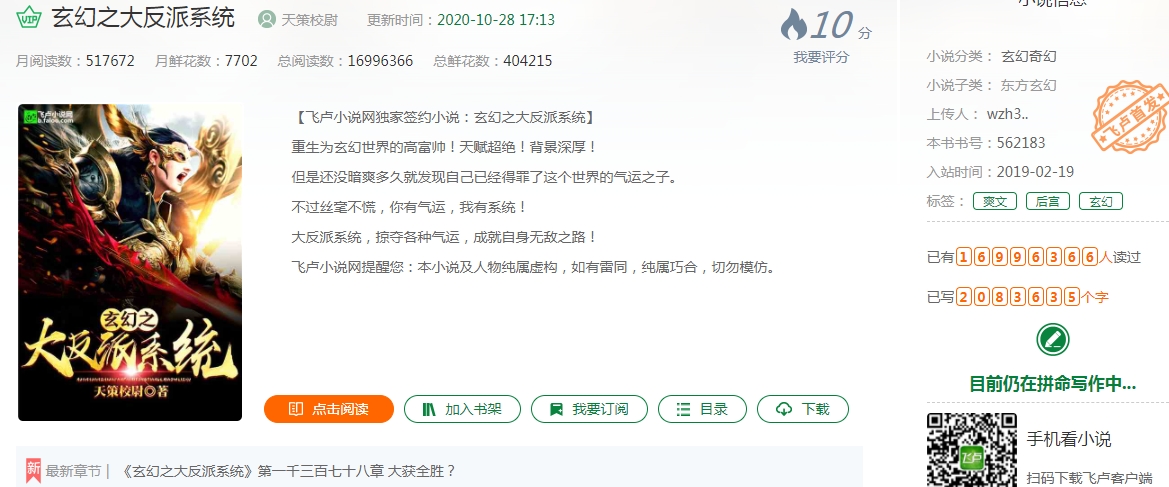 VIP 玄幻之大反派系统 天策校尉 更新时间：2020-10-28 17:13
月阅读数：517672 月鲜花数：7702 总阅读数：16996366 总鲜花数：404215
10 分
我要评分
飞卢小说网
b.faloo.com
玄幻之
大反派系统
天策校尉◎著
【飞卢小说网独家签约小说：玄幻之大反派系统】
重生为玄幻世界的高富帅！天赋超绝！背景深厚！
但是还没暗爽多久就发现自己已经得罪了这个世界的气运之子。
不过丝毫不慌，你有气运，我有系统！
大反派系统，掠夺各种气运，成就自身无敌之路！
飞卢小说网提醒您：本小说及人物纯属虚构，如有雷同，纯属巧合，切勿模仿。
点击阅读 加入书架 我要订阅 目录 下载
新 最新章节 | 《玄幻之大反派系统》第一千三百七十八章 大获全胜？
小说信息
小说分类： 玄幻奇幻
小说子类： 东方玄幻
上传人： wzh3..
本书书号：562183
入站时间：2019-02-19
标签： 爽文 后宫 玄幻
飞卢首发
已有16996366人读过
已写2083635个字
目前仍在拼命写作中...
飞卢
手机看小说
扫码下载飞卢客户端